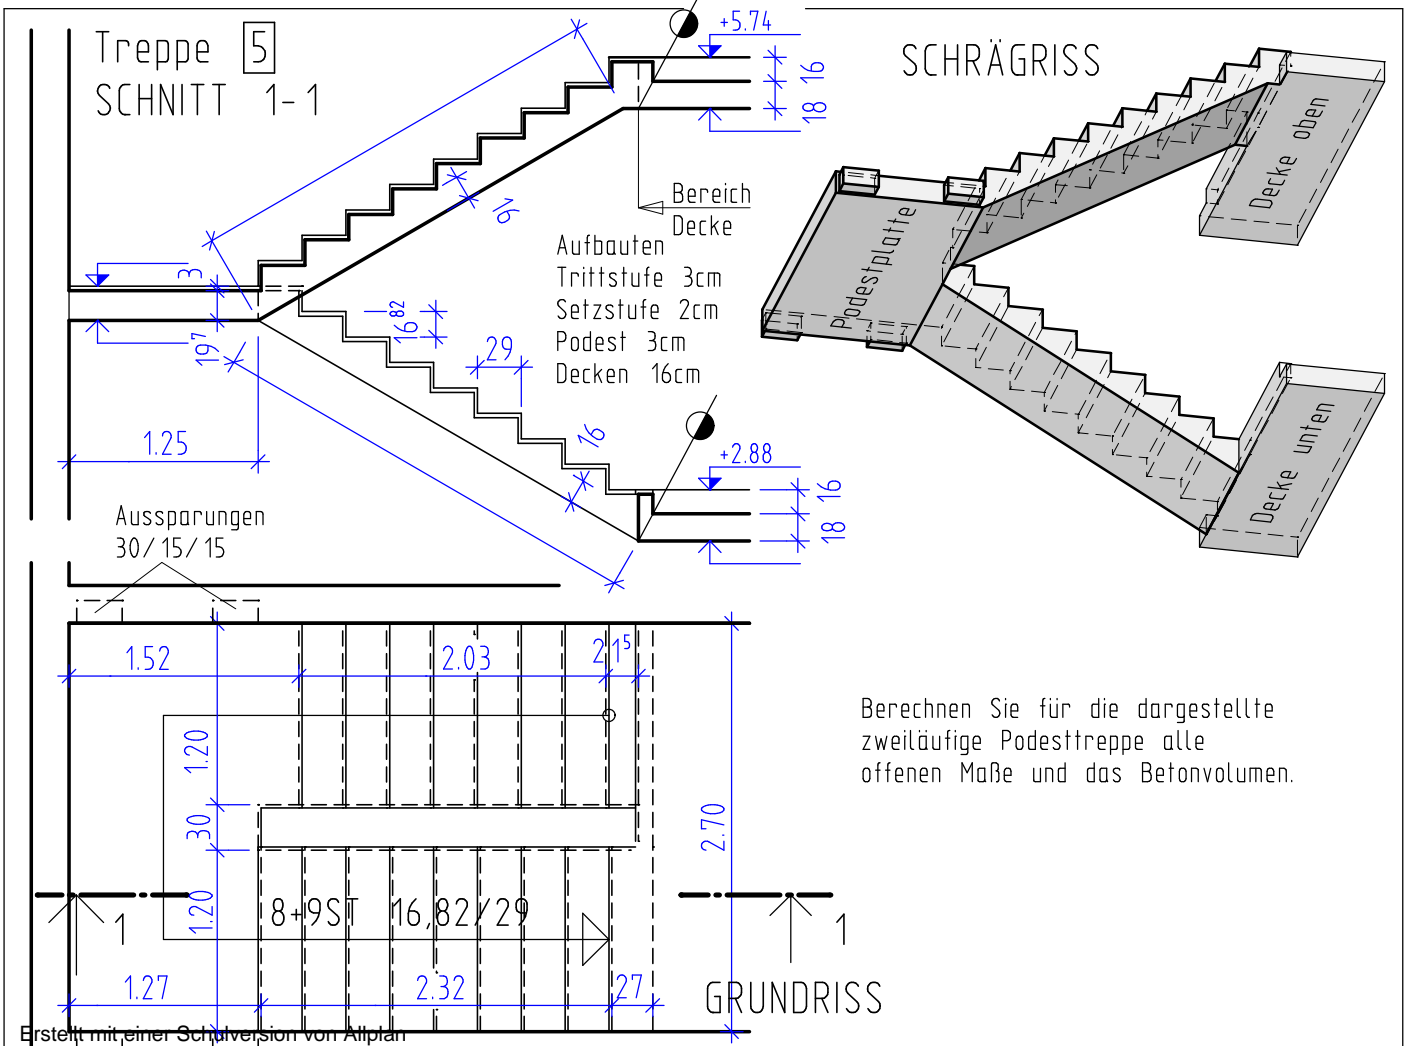 Treppe 5
SCHNITT 1-1
SCHRÄGRISS
+5.74
16
18
Bereich
Decke
16
Aufbauten
Trittstufe 3cm
Setzstufe 2cm
Podest 3cm
Decken 16cm
3
19⁷
16⁸²
29
1.25
16
+2.88
16
18
Decke oben
Podestplatte
Decke unten
Aussparungen
30/15/15
1.52
2.03
21⁵
1.20
30
1.20
2.70
8+9ST 16,82/29
1
1
1.27
2.32
27
GRUNDRISS
Berechnen Sie für die dargestellte
zweiläufige Podesttreppe alle
offenen Maße und das Betonvolumen.
Erstellt mit einer Schulversion von Allplan